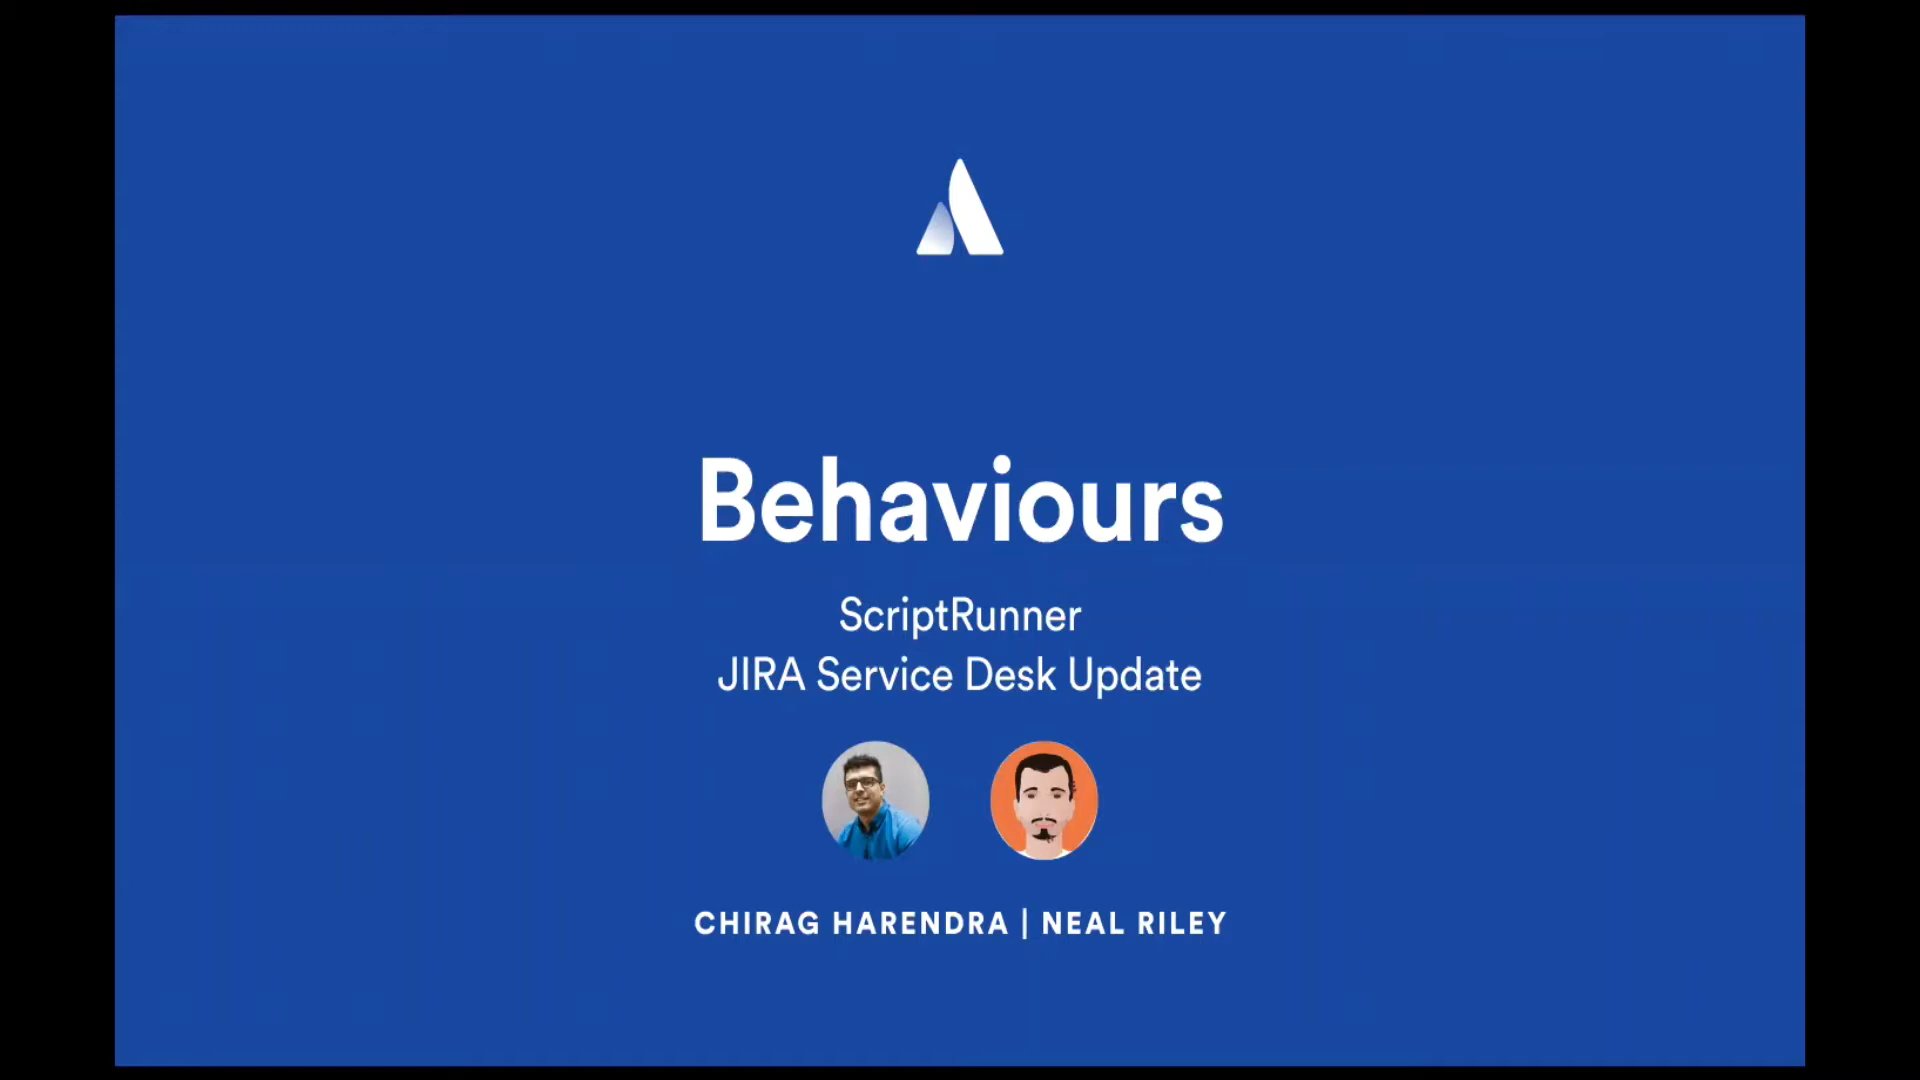 Behaviours
ScriptRunner
JIRA Service Desk Update
CHIRAG HARENDRA | NEAL RILEY